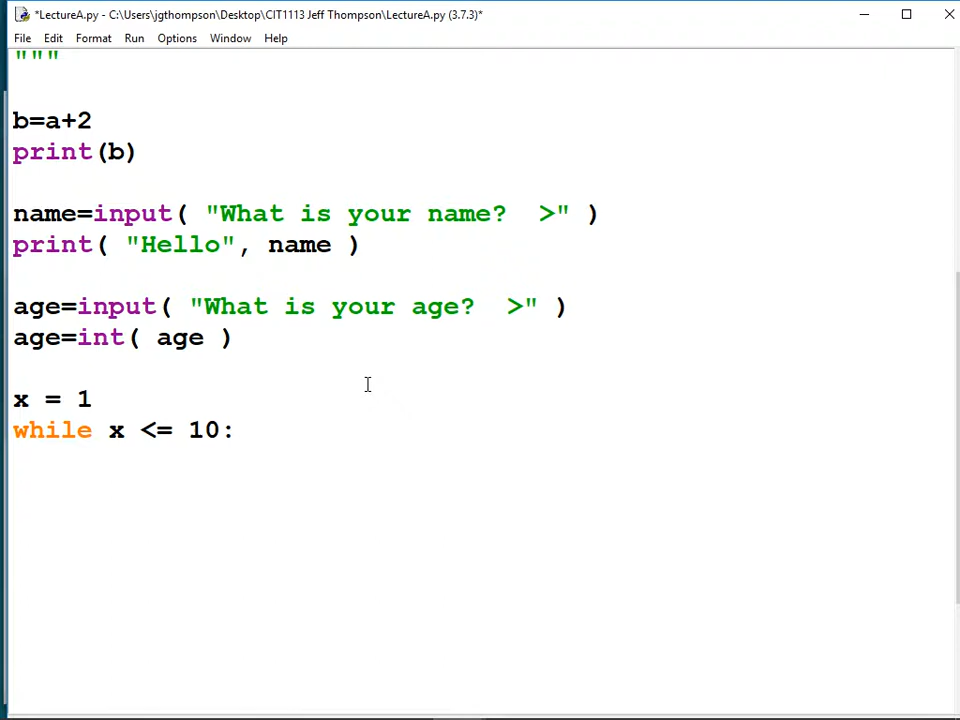 *LectureA.py - C:\Users\jgthompson\Desktop\CIT1113 Jeff Thompson\LectureA.py (3.7.3)*
File Edit Format Run Options Window Help
"""
b=a+2
print(b)
name=input( "What is your name?  >" )
print( "Hello", name )
age=input( "What is your age?  >" )
age=int( age )
x = 1
while x <= 10: